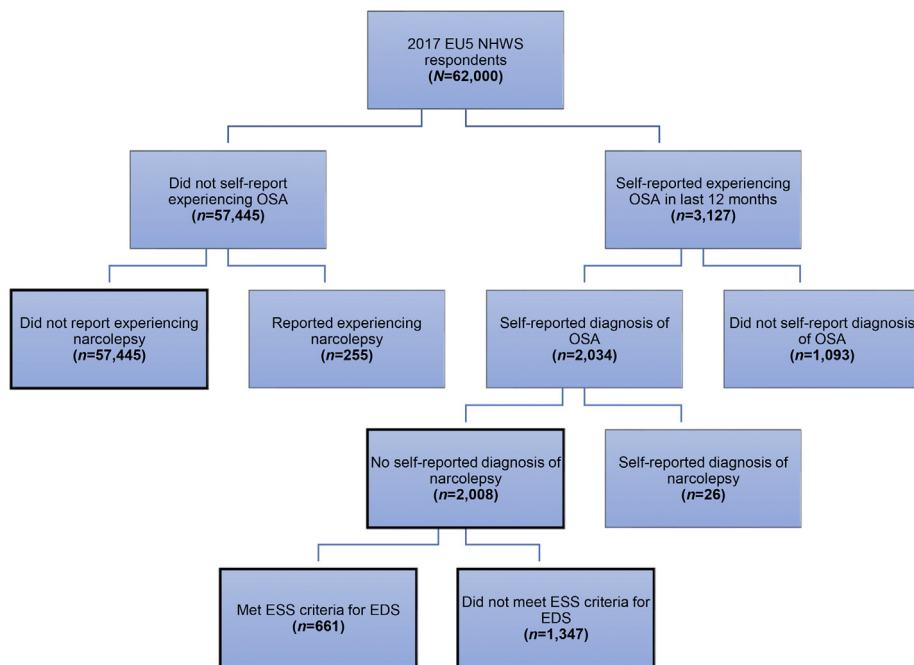 2017 EU5 NHWS
respondents
(N=62,000)
Did not self-report
experiencing OSA
(n=57,445)
Self-reported experiencing
OSA in last 12 months
(n=3,127)
Did not report experiencing
narcolepsy
(n=57,445)
Reported experiencing
narcolepsy
(n=255)
Self-reported diagnosis of
OSA
(n=2,034)
Did not self-report diagnosis
of OSA
(n=1,093)
No self-reported diagnosis of
narcolepsy
(n=2,008)
Self-reported diagnosis of
narcolepsy
(n=26)
Met ESS criteria for EDS
(n=661)
Did not meet ESS criteria for
EDS
(n=1,347)